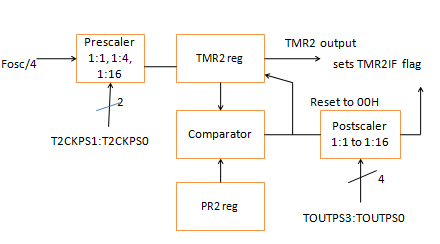 Prescaler
1:1, 1:4,
1:16
TMR2 reg
TMR2 output
Fosc/4
sets TMR2IF flag
2
Reset to 00H
T2CKPS1:T2CKPS0
Comparator
Postscaler
1:1 to 1:16
4
PR2 reg
TOUTPS3:TOUTPS0